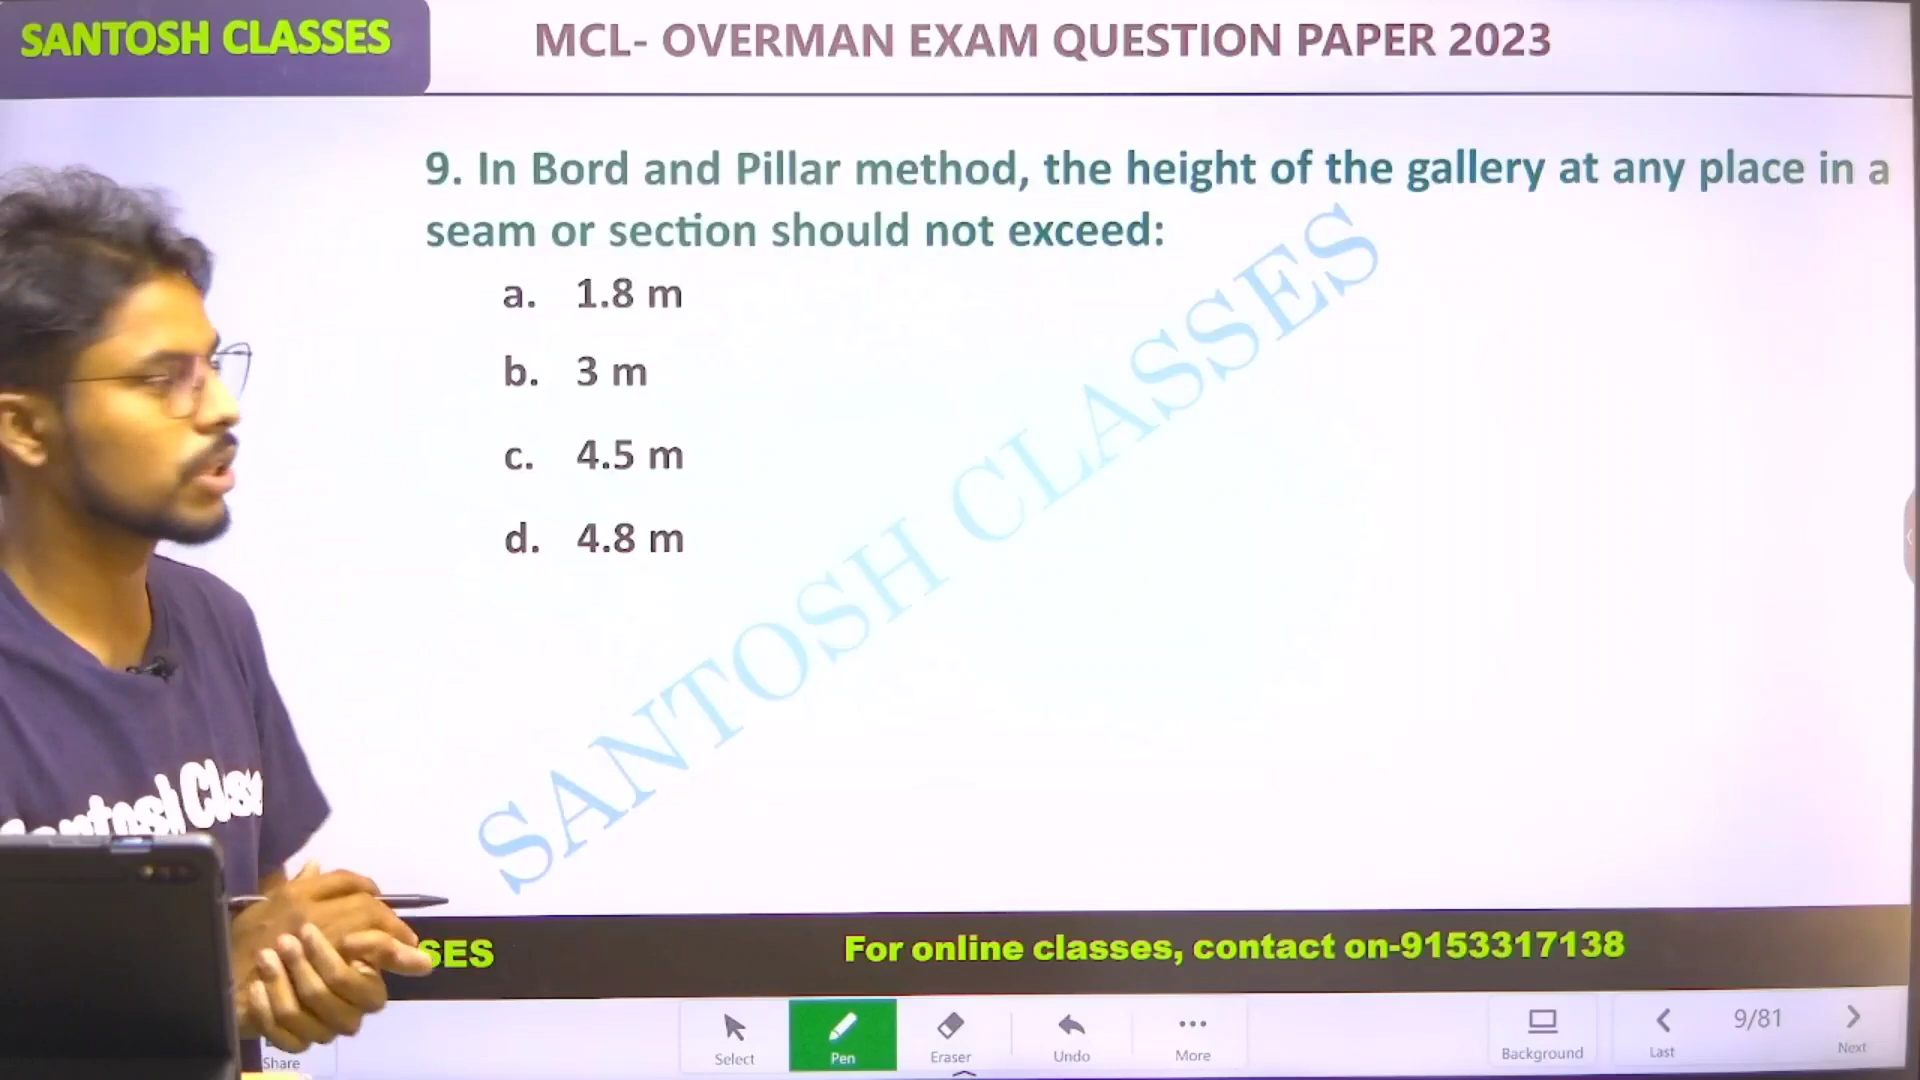 SANTOSH CLASSES
MCL- OVERMAN EXAM QUESTION PAPER 2023
9. In Bord and Pillar method, the height of the gallery at any place in a
seam or section should not exceed:
a. 1.8 m
b. 3 m
c. 4.5 m
d. 4.8 m
SANTOSH CLASSES
SES
For online classes, contact on-9153317138
Share
Select
Pen
Eraser
Undo
More
Background
Last
9/81
Next